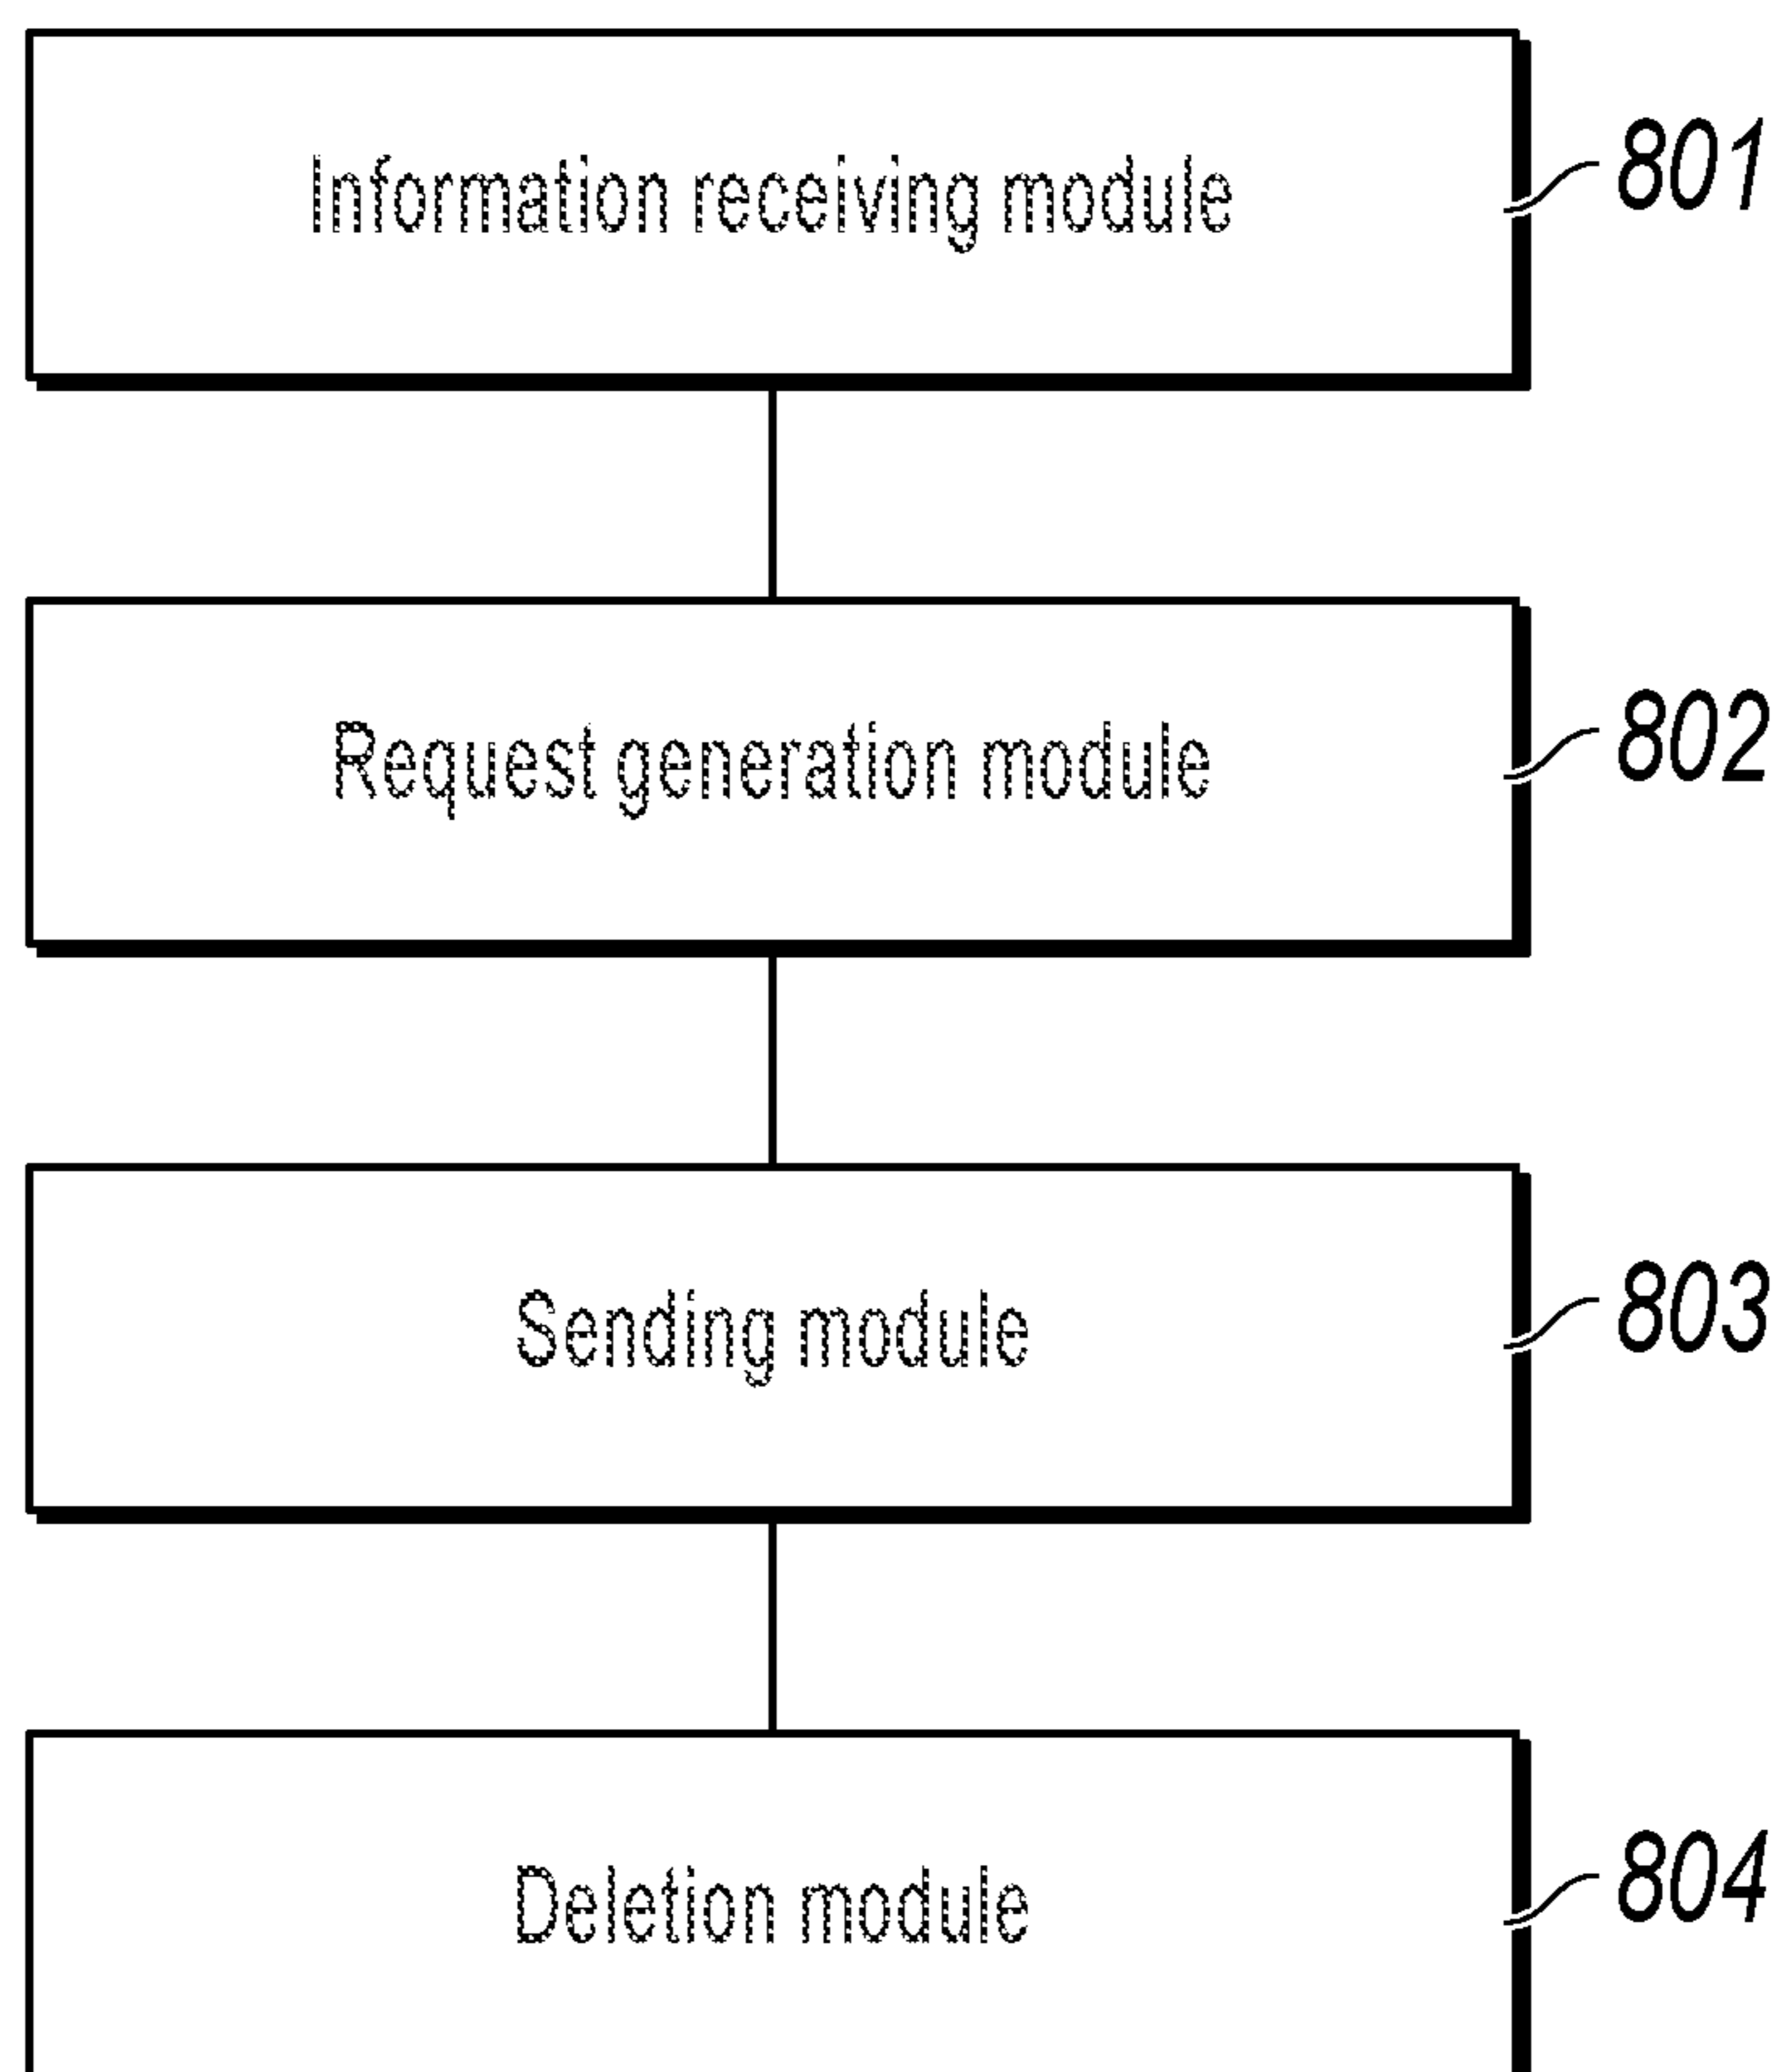 Information receiving module
801
Request generation module
802
Sending module
803
Deletion module
804